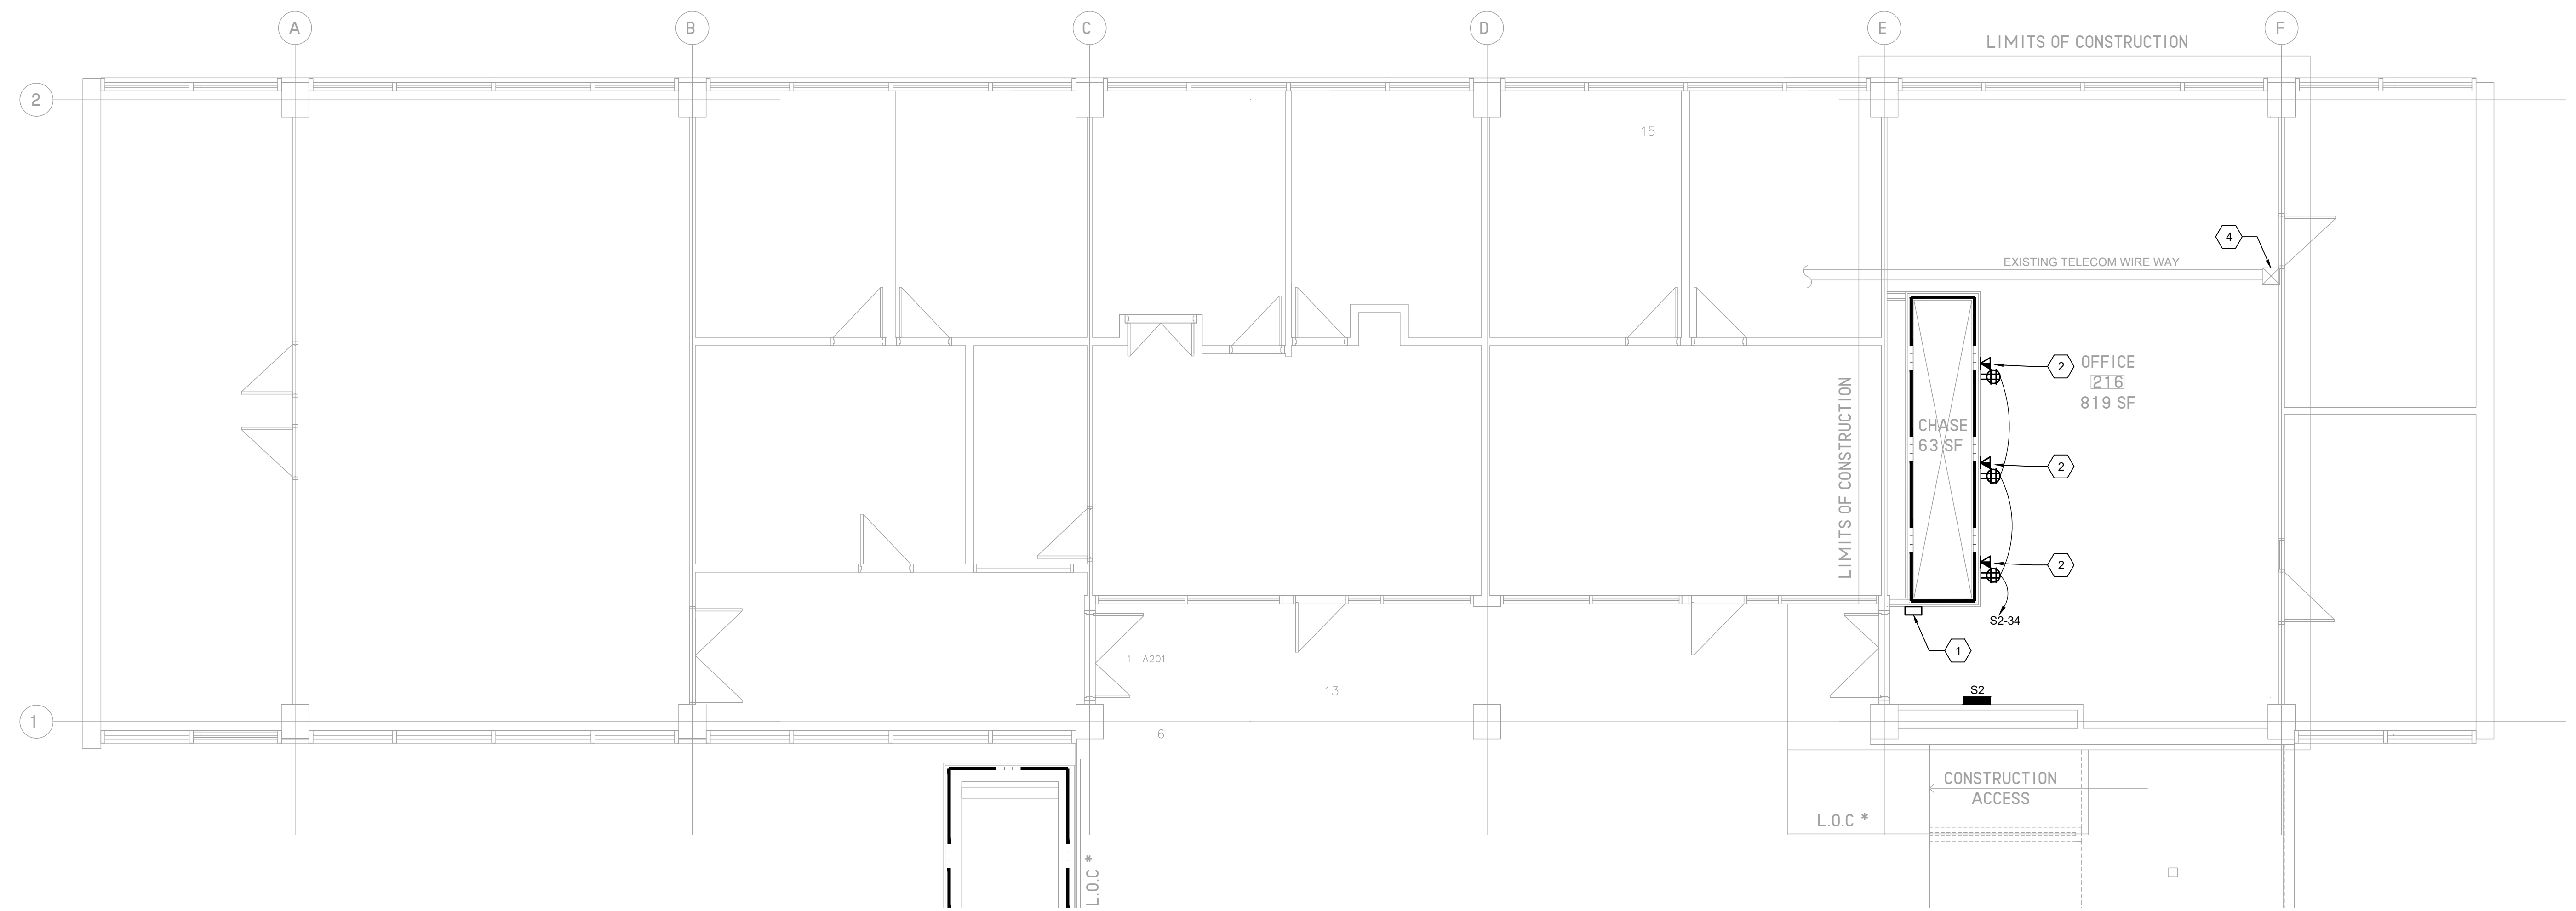 A
B
C
D
E
F
LIMITS OF CONSTRUCTION
2
15
4
EXISTING TELECOM WIRE WAY
2
OFFICE
216
819 SF
LIMITS OF CONSTRUCTION
CHASE
63 SF
2
2
S2-34
1
1 A201
13
S2
1
6
CONSTRUCTION
ACCESS
L.O.C *
L.O.C *